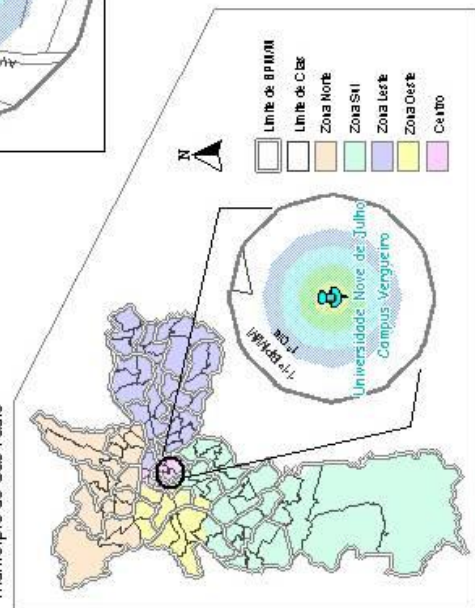 Município de São Paulo
N
Limite de BPM/M
Limite de Cias
Zona Norte
Zona Sul
Zona Leste
Zona Oeste
Centro
1ª Cia
Universidade Nove de Julho
Campus Vergueiro